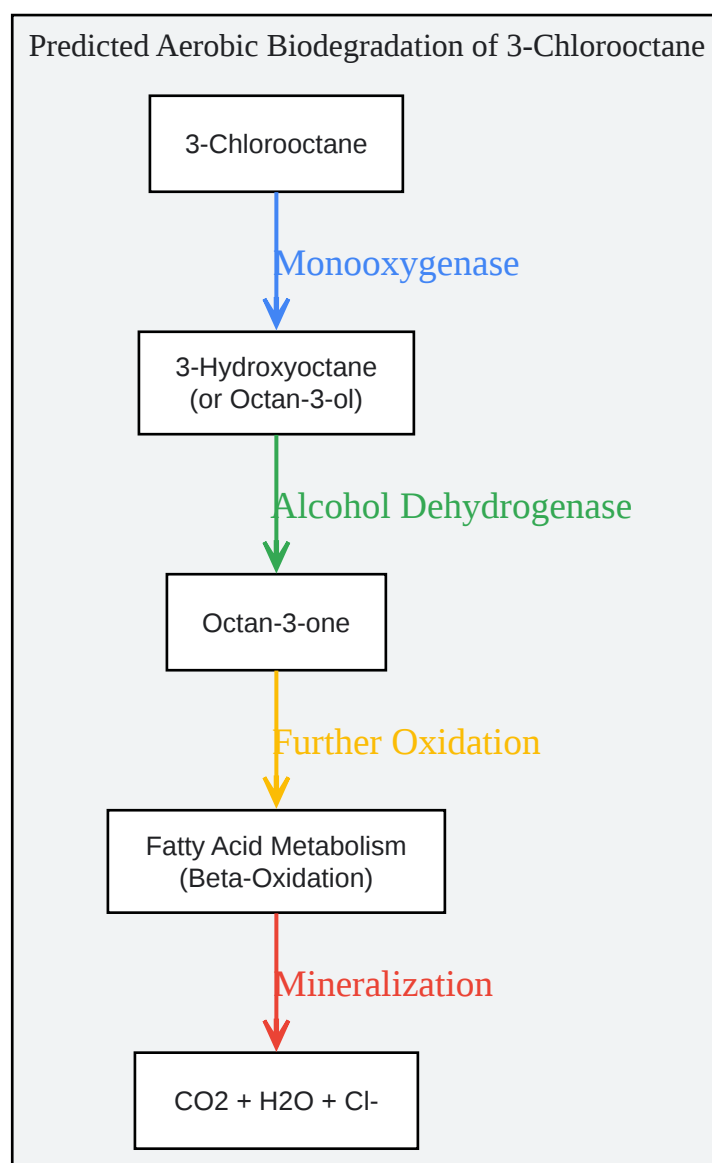 Predicted Aerobic Biodegradation of 3-Chlorooctane
3-Chlorooctane
Monooxygenase
3-Hydroxyoctane
(or Octan-3-ol)
Alcohol Dehydrogenase
Octan-3-one
Further Oxidation
Fatty Acid Metabolism
(Beta-Oxidation)
Mineralization
CO2 + H2O + Cl-